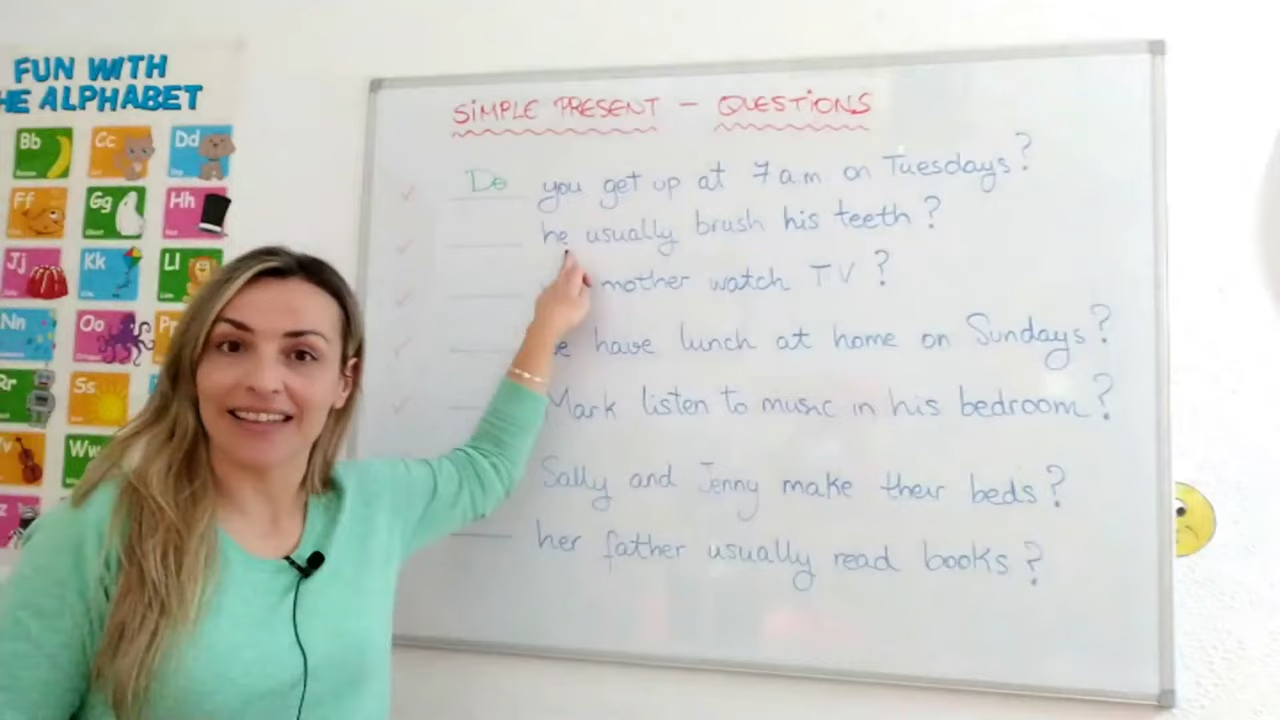 FUN WITH
HE ALPHABET
Bb Cc Dd
Ff Gg Hh
Jj Kk Ll
Nn Oo P
Rr Ss
v Ww
z
SiMPLE PRESENT – QUESTiONS
Do you get up at 7 a.m. on Tuesdays?
he usually brush his teeth?
mother watch TV?
e have lunch at home on Sundays?
Mark listen to music in his bedroom?
Sally and Jenny make their beds?
her father usually read books?